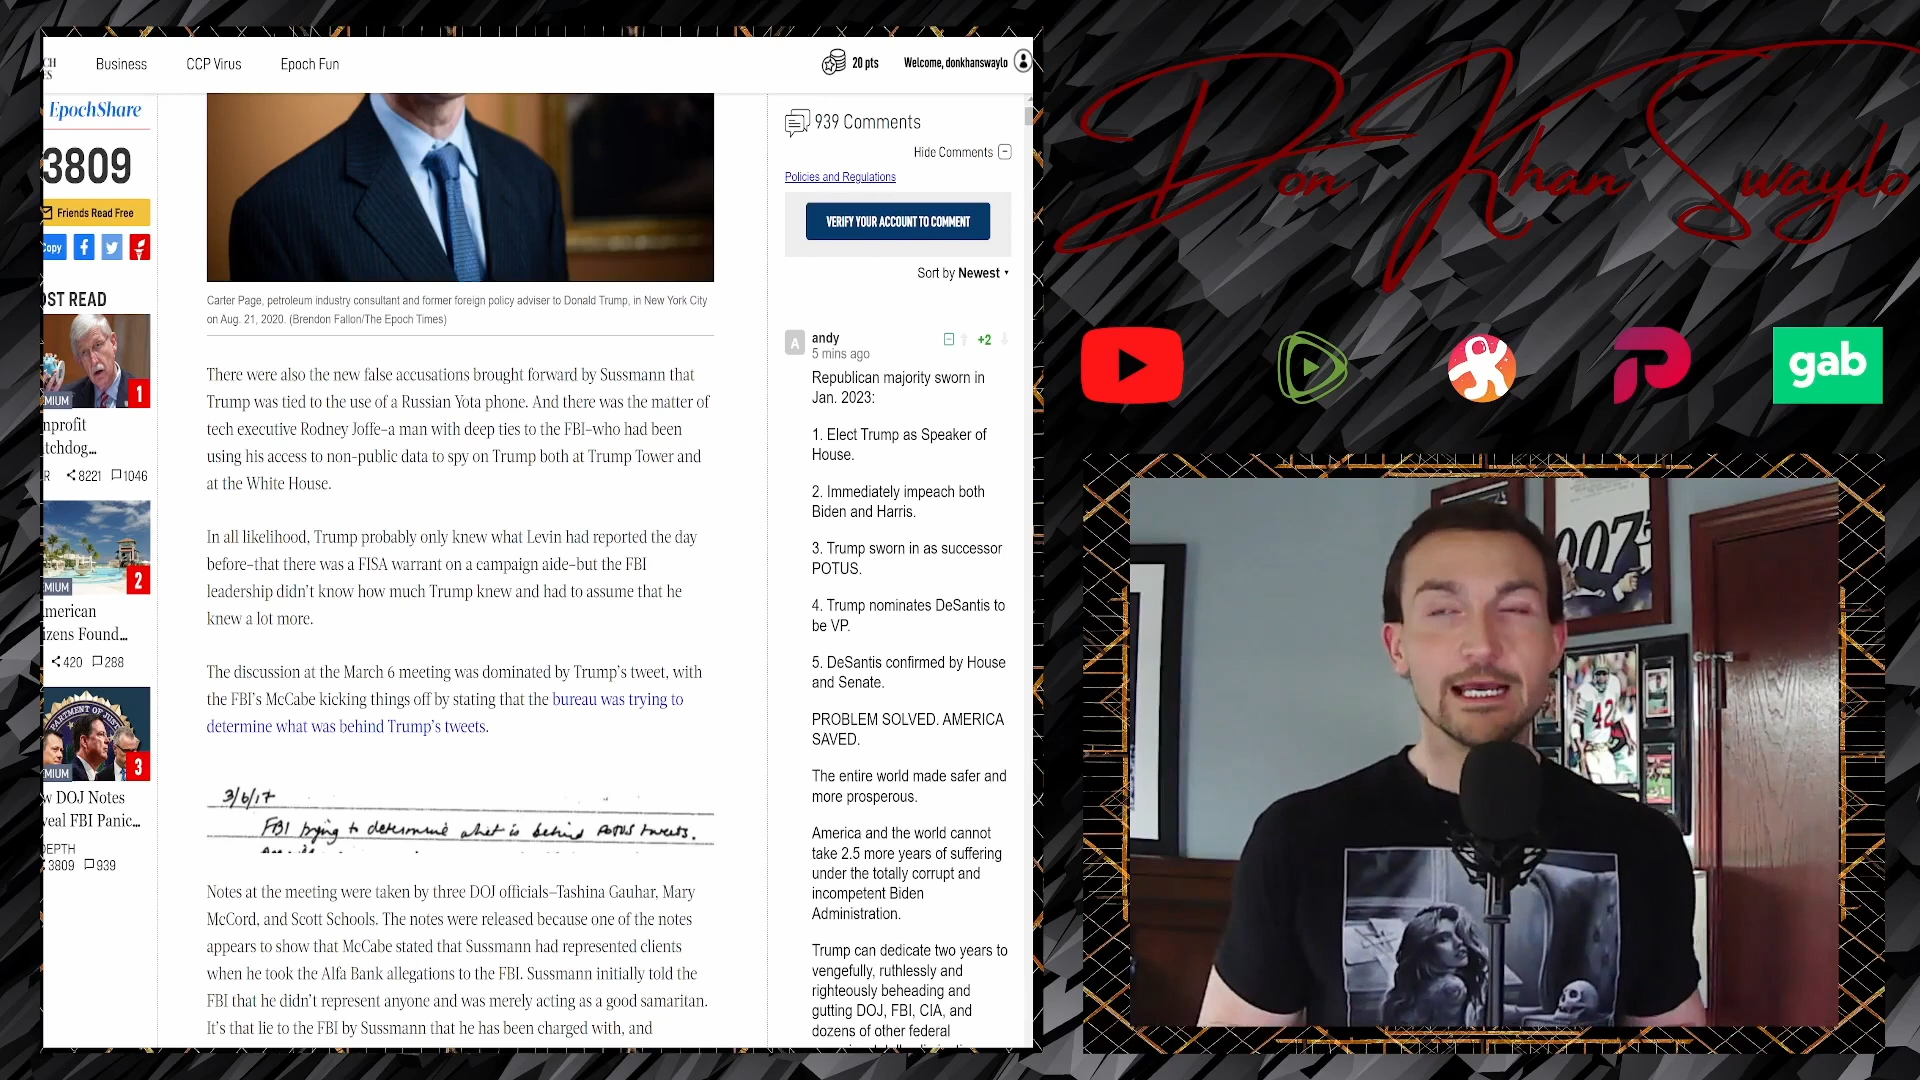 CH
ES
Business
CCP Virus
Epoch Fun
20 pts
Welcome, donkhanswaylo
EpochShare
3809
Friends Read Free
opy
OST READ
MIUM
1
nprofit
tchdog...
R
8221
1046
MIUM
2
merican
izens Found...
420
288
PARTMENT OF JUS
MIUM
3
w DOJ Notes
veal FBI Panic...
DEPTH
3809
939
Carter Page, petroleum industry consultant and former foreign policy adviser to Donald Trump, in New York City
on Aug. 21, 2020. (Brendon Fallon/The Epoch Times)
There were also the new false accusations brought forward by Sussmann that
Trump was tied to the use of a Russian Yota phone. And there was the matter of
tech executive Rodney Joffe–a man with deep ties to the FBI–who had been
using his access to non-public data to spy on Trump both at Trump Tower and
at the White House.
In all likelihood, Trump probably only knew what Levin had reported the day
before–that there was a FISA warrant on a campaign aide–but the FBI
leadership didn't know how much Trump knew and had to assume that he
knew a lot more.
The discussion at the March 6 meeting was dominated by Trump's tweet, with
the FBI's McCabe kicking things off by stating that the bureau was trying to
determine what was behind Trump's tweets.
3/6/17
FBI trying to determine what is behind POTUS tweets.
Notes at the meeting were taken by three DOJ officials–Tashina Gauhar, Mary
McCord, and Scott Schools. The notes were released because one of the notes
appears to show that McCabe stated that Sussmann had represented clients
when he took the Alfa Bank allegations to the FBI. Sussmann initially told the
FBI that he didn't represent anyone and was merely acting as a good samaritan.
It's that lie to the FBI by Sussmann that he has been charged with, and
939 Comments
Hide Comments
Policies and Regulations
VERIFY YOUR ACCOUNT TO COMMENT
Sort by Newest
A
andy
+2
5 mins ago
Republican majority sworn in
Jan. 2023:
1. Elect Trump as Speaker of
House.
2. Immediately impeach both
Biden and Harris.
3. Trump sworn in as successor
POTUS.
4. Trump nominates DeSantis to
be VP.
5. DeSantis confirmed by House
and Senate.
PROBLEM SOLVED. AMERICA
SAVED.
The entire world made safer and
more prosperous.
America and the world cannot
take 2.5 more years of suffering
under the totally corrupt and
incompetent Biden
Administration.
Trump can dedicate two years to
vengefully, ruthlessly and
righteously beheading and
gutting DOJ, FBI, CIA, and
dozens of other federal
Don Khan Swaylo
gab
007
42